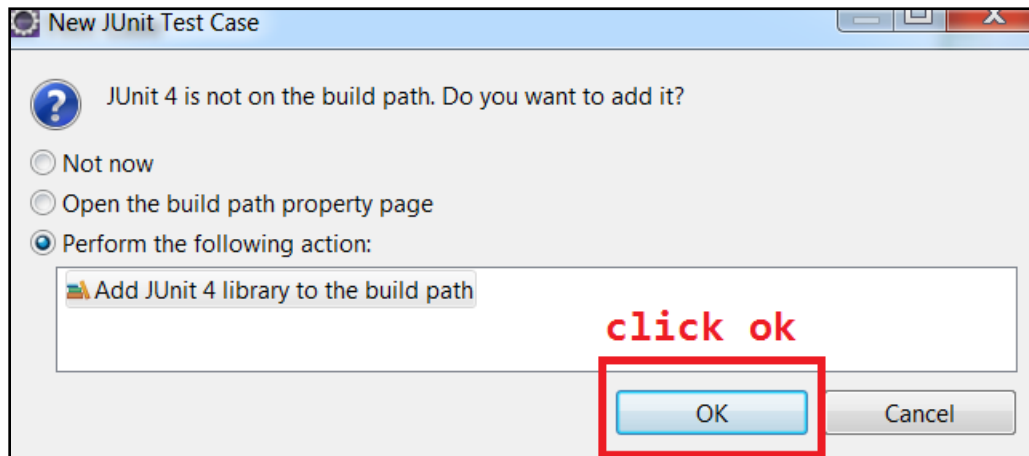 New JUnit Test Case
JUnit 4 is not on the build path. Do you want to add it?
Not now
Open the build path property page
Perform the following action:
Add JUnit 4 library to the build path
click ok
OK
Cancel